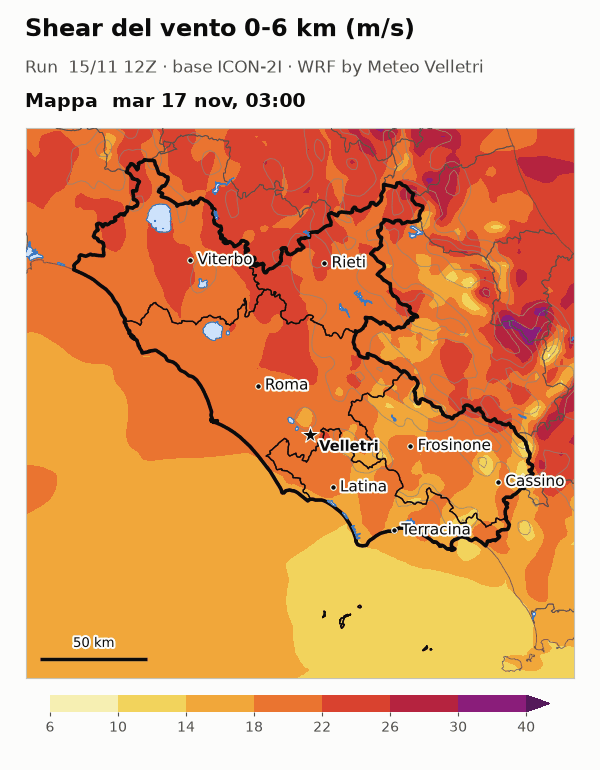 Shear del vento 0-6 km (m/s)
Run  15/11 12Z · base ICON-2I · WRF by Meteo Velletri
Mappa  mar 17 nov, 03:00
Viterbo
Rieti
Roma
Velletri
Frosinone
Cassino
Latina
Terracina
50 km
6 10 14 18 22 26 30 40